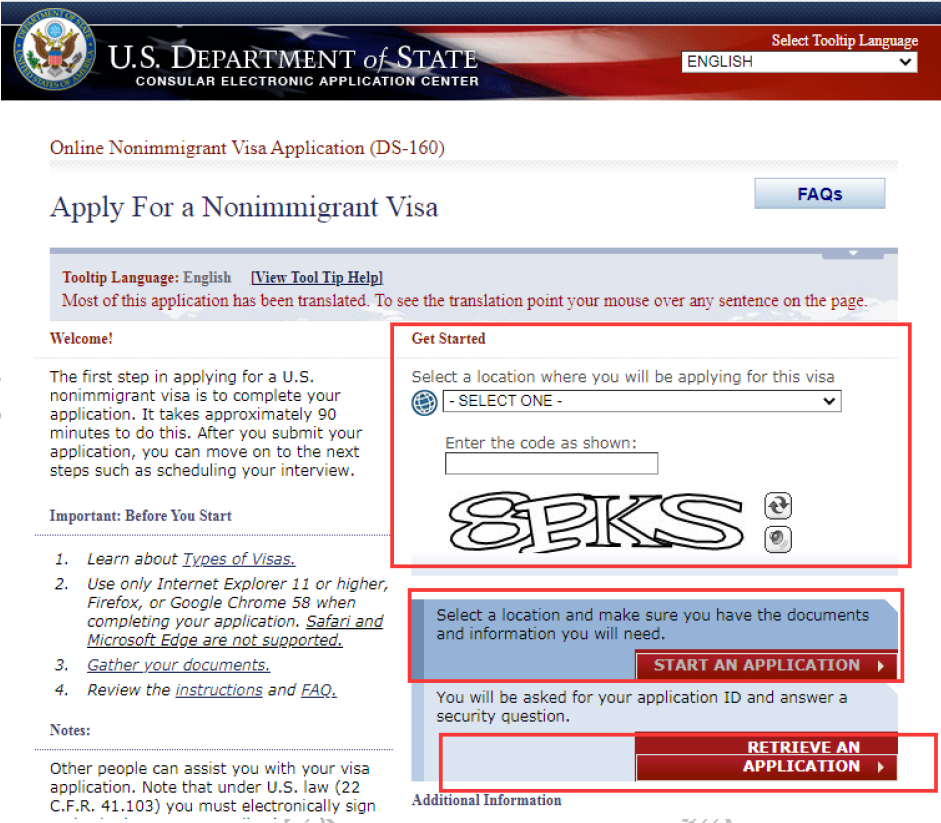 U.S. DEPARTMENT of STATE
CONSULAR ELECTRONIC APPLICATION CENTER
Select Tooltip Language
ENGLISH
Online Nonimmigrant Visa Application (DS-160)
Apply For a Nonimmigrant Visa
FAQs
Tooltip Language: English [View Tool Tip Help]
Most of this application has been translated. To see the translation point your mouse over any sentence on the page.
Welcome!
The first step in applying for a U.S.
nonimmigrant visa is to complete your
application. It takes approximately 90
minutes to do this. After you submit your
application, you can move on to the next
steps such as scheduling your interview.
Important: Before You Start
1. Learn about Types of Visas.
2. Use only Internet Explorer 11 or higher,
Firefox, or Google Chrome 58 when
completing your application. Safari and
Microsoft Edge are not supported.
3. Gather your documents.
4. Review the instructions and FAQ.
Notes:
Other people can assist you with your visa
application. Note that under U.S. law (22
C.F.R. 41.103) you must electronically sign
Get Started
Select a location where you will be applying for this visa
- SELECT ONE -
Enter the code as shown:
Select a location and make sure you have the documents
and information you will need.
START AN APPLICATION
You will be asked for your application ID and answer a
security question.
RETRIEVE AN
APPLICATION
Additional Information